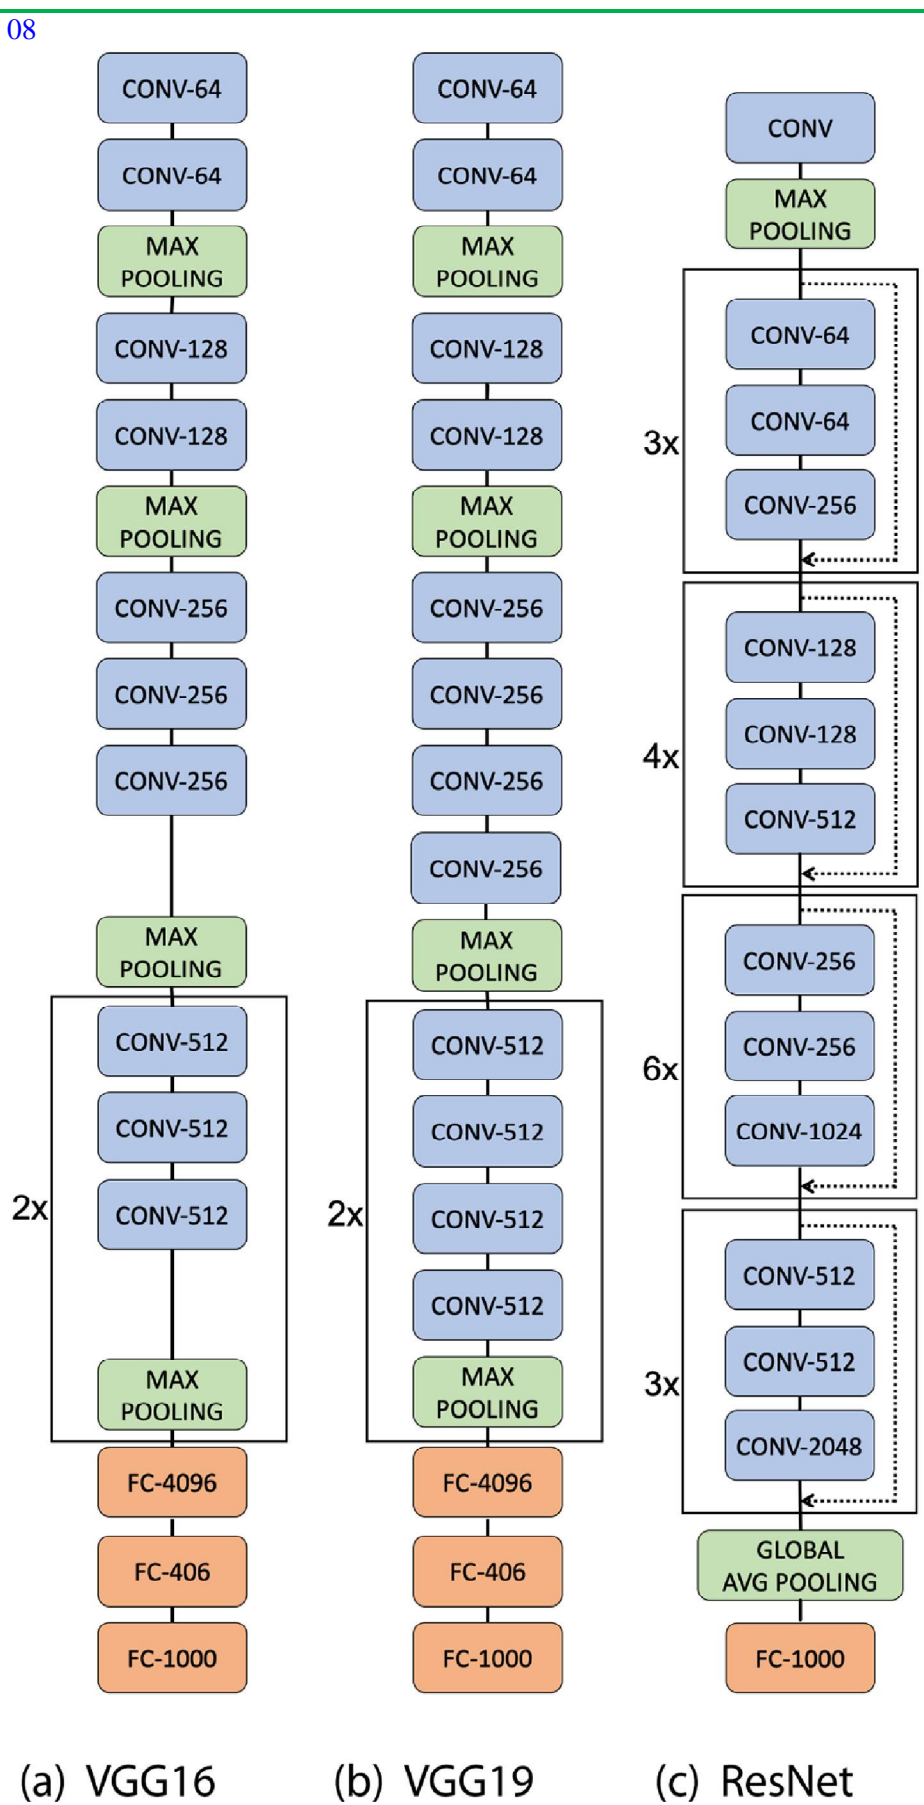 08
CONV-64
CONV-64
MAX
POOLING
CONV-128
CONV-128
MAX
POOLING
CONV-256
CONV-256
CONV-256
MAX
POOLING
2x
CONV-512
CONV-512
CONV-512
MAX
POOLING
FC-4096
FC-406
FC-1000
(a) VGG16
CONV-64
CONV-64
MAX
POOLING
CONV-128
CONV-128
MAX
POOLING
CONV-256
CONV-256
CONV-256
CONV-256
MAX
POOLING
2x
CONV-512
CONV-512
CONV-512
CONV-512
MAX
POOLING
FC-4096
FC-406
FC-1000
(b) VGG19
CONV
MAX
POOLING
3x
CONV-64
CONV-64
CONV-256
4x
CONV-128
CONV-128
CONV-512
6x
CONV-256
CONV-256
CONV-1024
3x
CONV-512
CONV-512
CONV-2048
GLOBAL
AVG POOLING
FC-1000
(c) ResNet